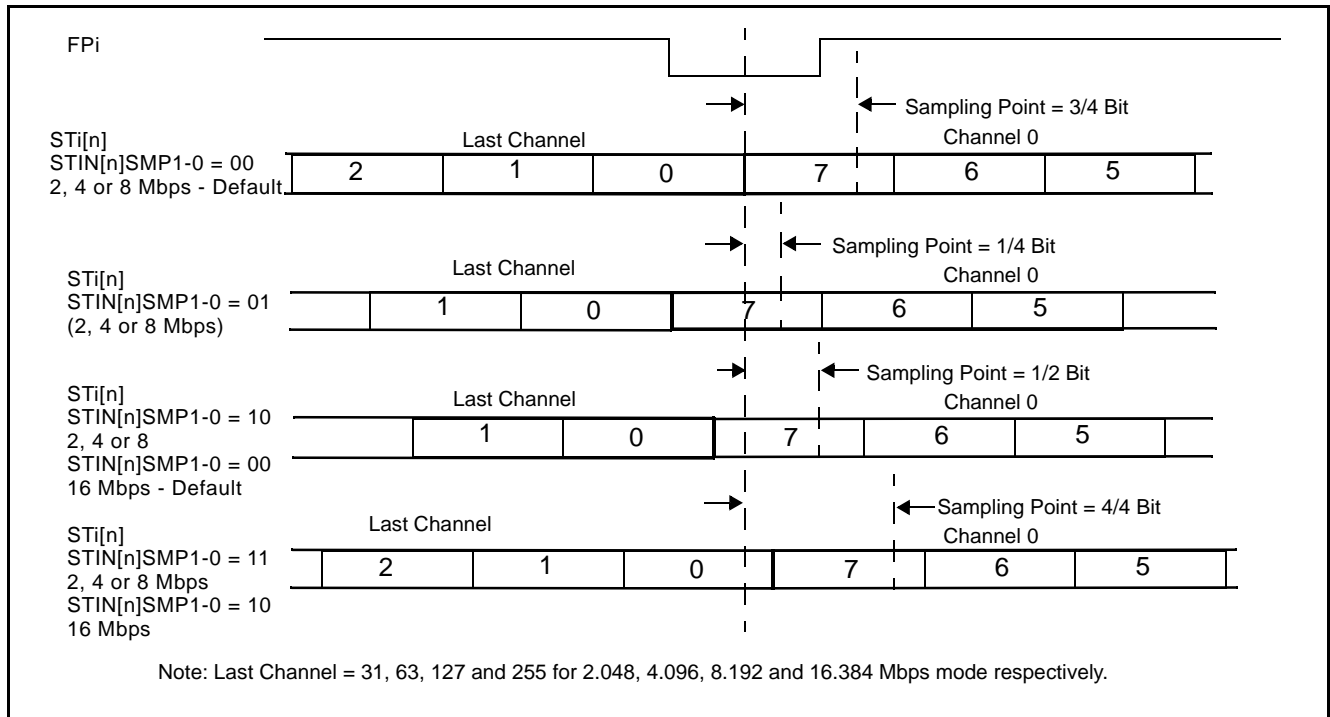 FPi
Sampling Point = 3/4 Bit
STi[n]
STIN[n]SMP1-0 = 00
2, 4 or 8 Mbps - Default
Last Channel
Channel 0
2 1 0 7 6 5
Sampling Point = 1/4 Bit
STi[n]
STIN[n]SMP1-0 = 01
(2, 4 or 8 Mbps)
Last Channel
Channel 0
1 0 7 6 5
Sampling Point = 1/2 Bit
STi[n]
STIN[n]SMP1-0 = 10
2, 4 or 8
STIN[n]SMP1-0 = 00
16 Mbps - Default
Last Channel
Channel 0
1 0 7 6 5
Sampling Point = 4/4 Bit
STi[n]
STIN[n]SMP1-0 = 11
2, 4 or 8 Mbps
STIN[n]SMP1-0 = 10
16 Mbps
Last Channel
Channel 0
2 1 0 7 6 5
Note: Last Channel = 31, 63, 127 and 255 for 2.048, 4.096, 8.192 and 16.384 Mbps mode respectively.